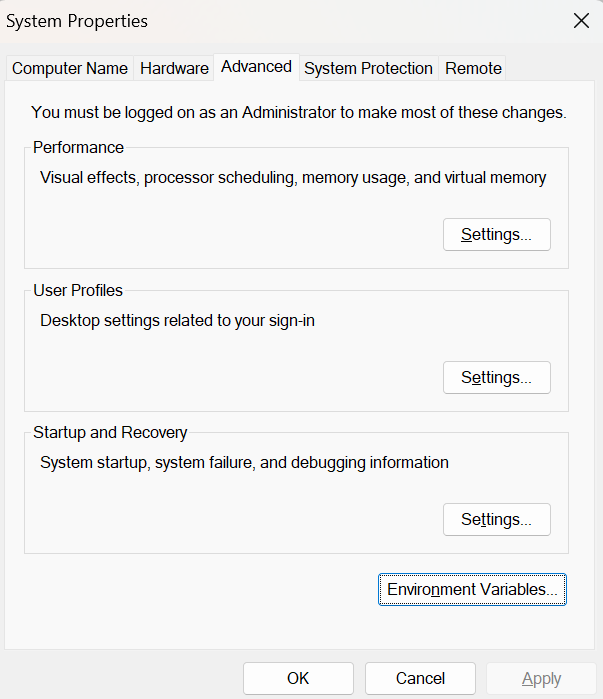 System Properties
Computer Name Hardware Advanced System Protection Remote
You must be logged on as an Administrator to make most of these changes.
Performance
Visual effects, processor scheduling, memory usage, and virtual memory
Settings...
User Profiles
Desktop settings related to your sign-in
Settings...
Startup and Recovery
System startup, system failure, and debugging information
Settings...
Environment Variables...
OK Cancel Apply